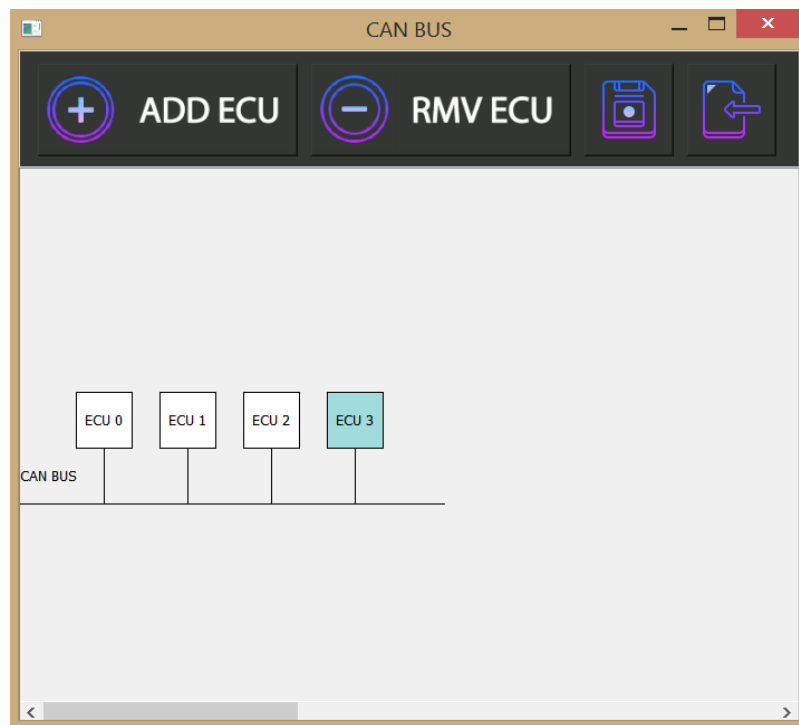 CAN BUS
ADD ECU
RMV ECU
ECU 0
ECU 1
ECU 2
ECU 3
CAN BUS